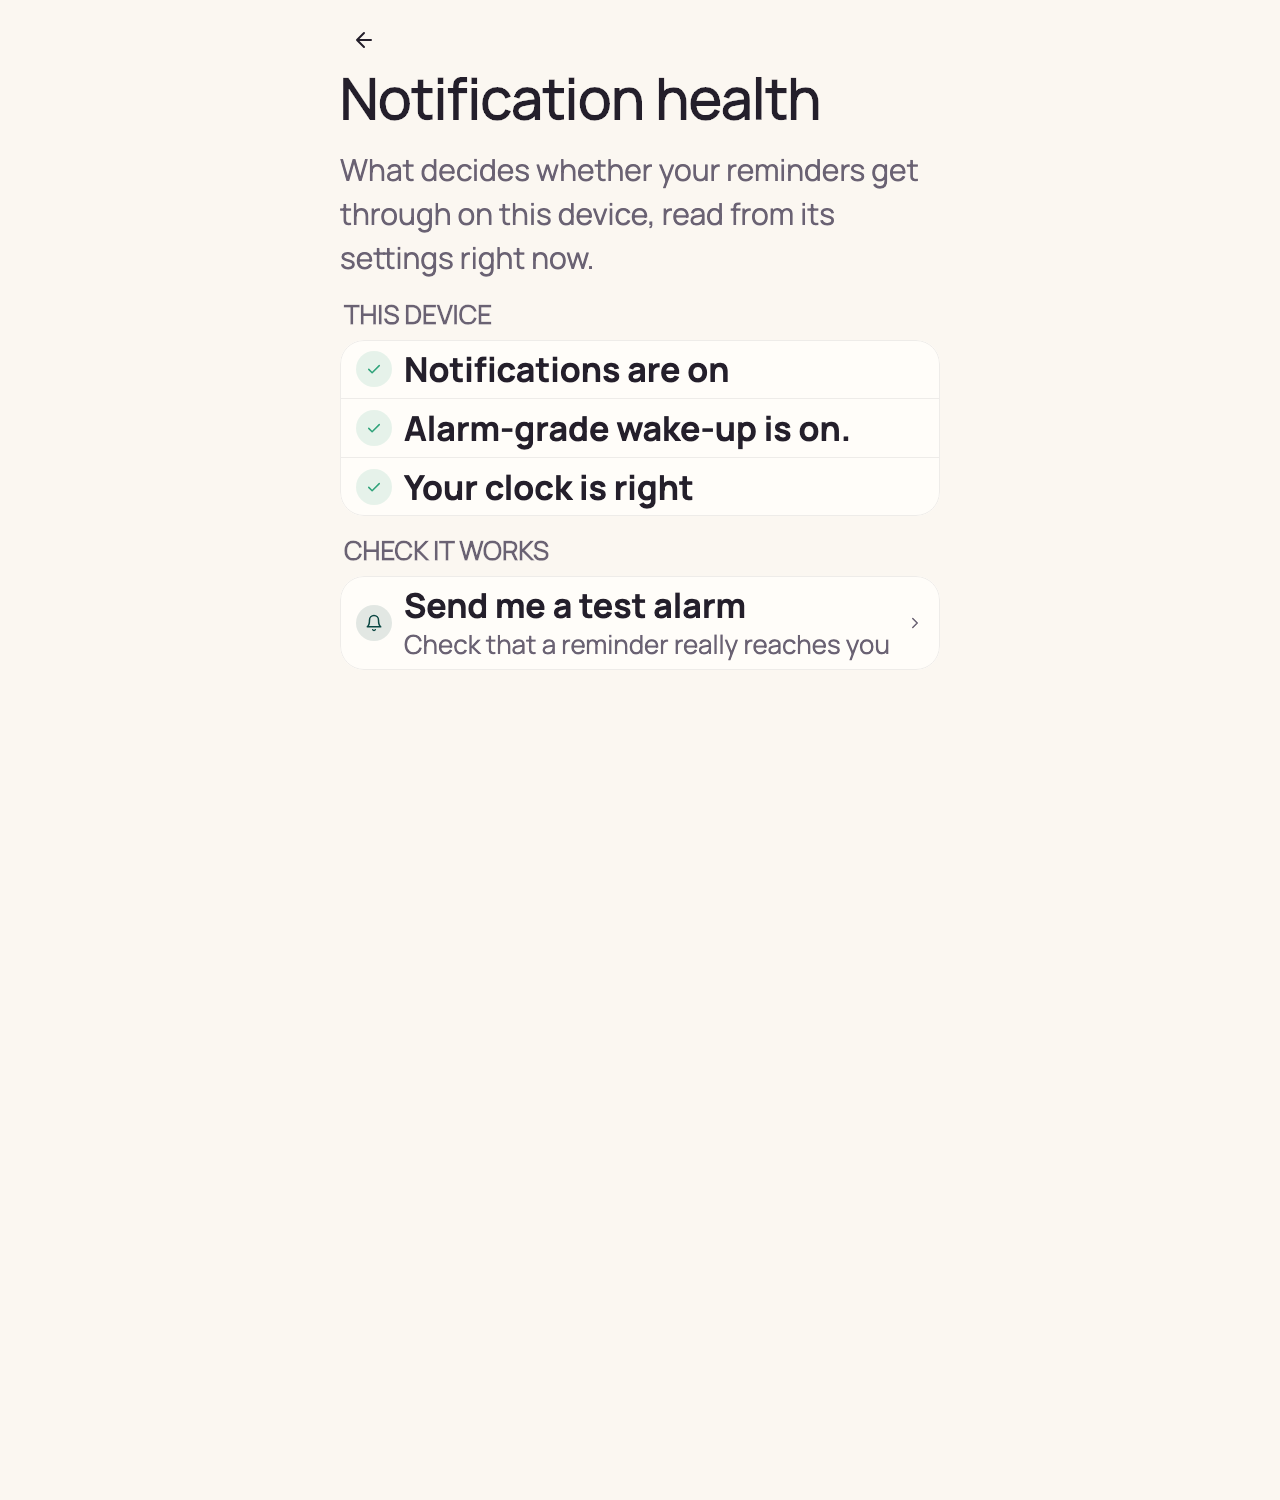 Notification health
What decides whether your reminders get
through on this device, read from its
settings right now.
THIS DEVICE
Notifications are on
Alarm-grade wake-up is on.
Your clock is right
CHECK IT WORKS
Send me a test alarm
Check that a reminder really reaches you